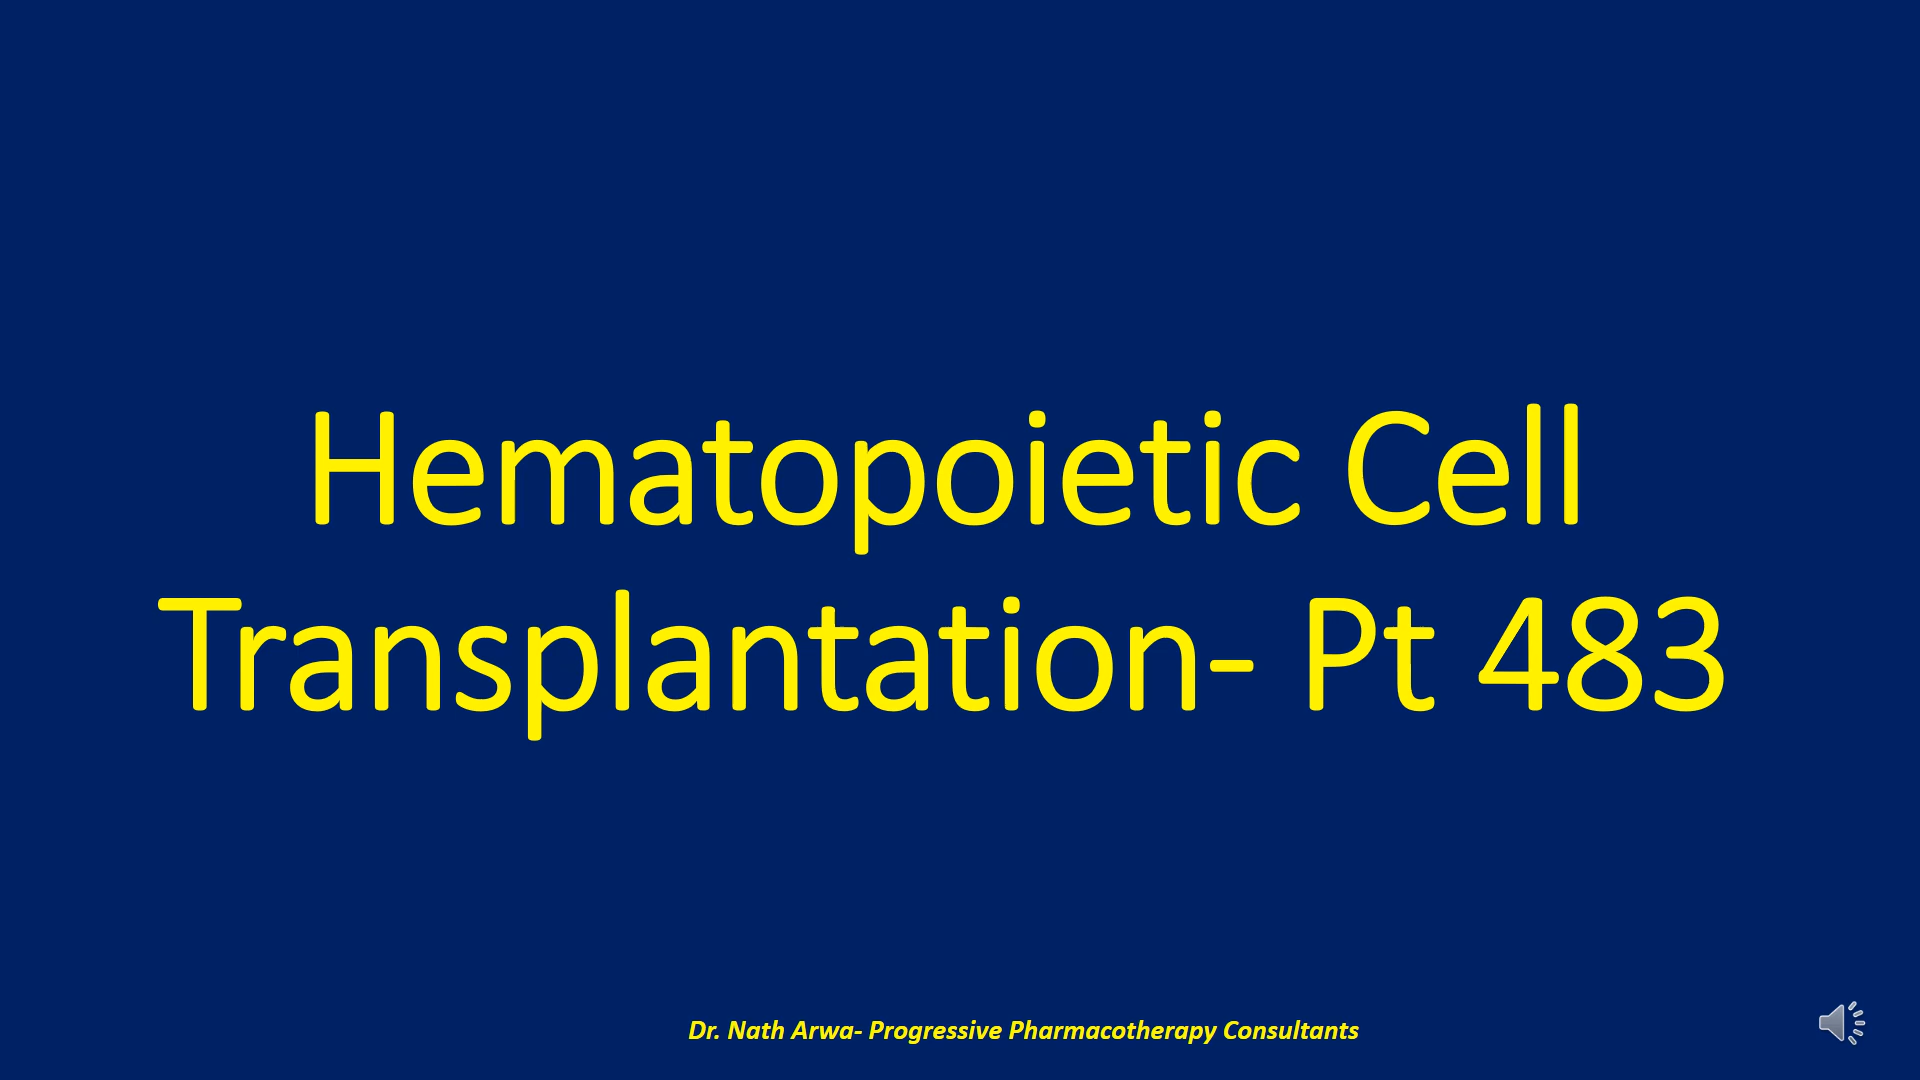 Hematopoietic Cell
Transplantation- Pt 483
Dr. Nath Arwa- Progressive Pharmacotherapy Consultants